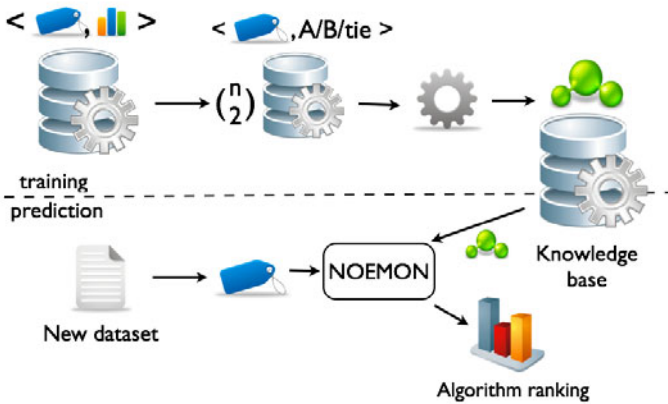 < , >
< , A/B/tie >
(n 2)
training
prediction
NOEMON
Knowledge
base
New dataset
Algorithm ranking